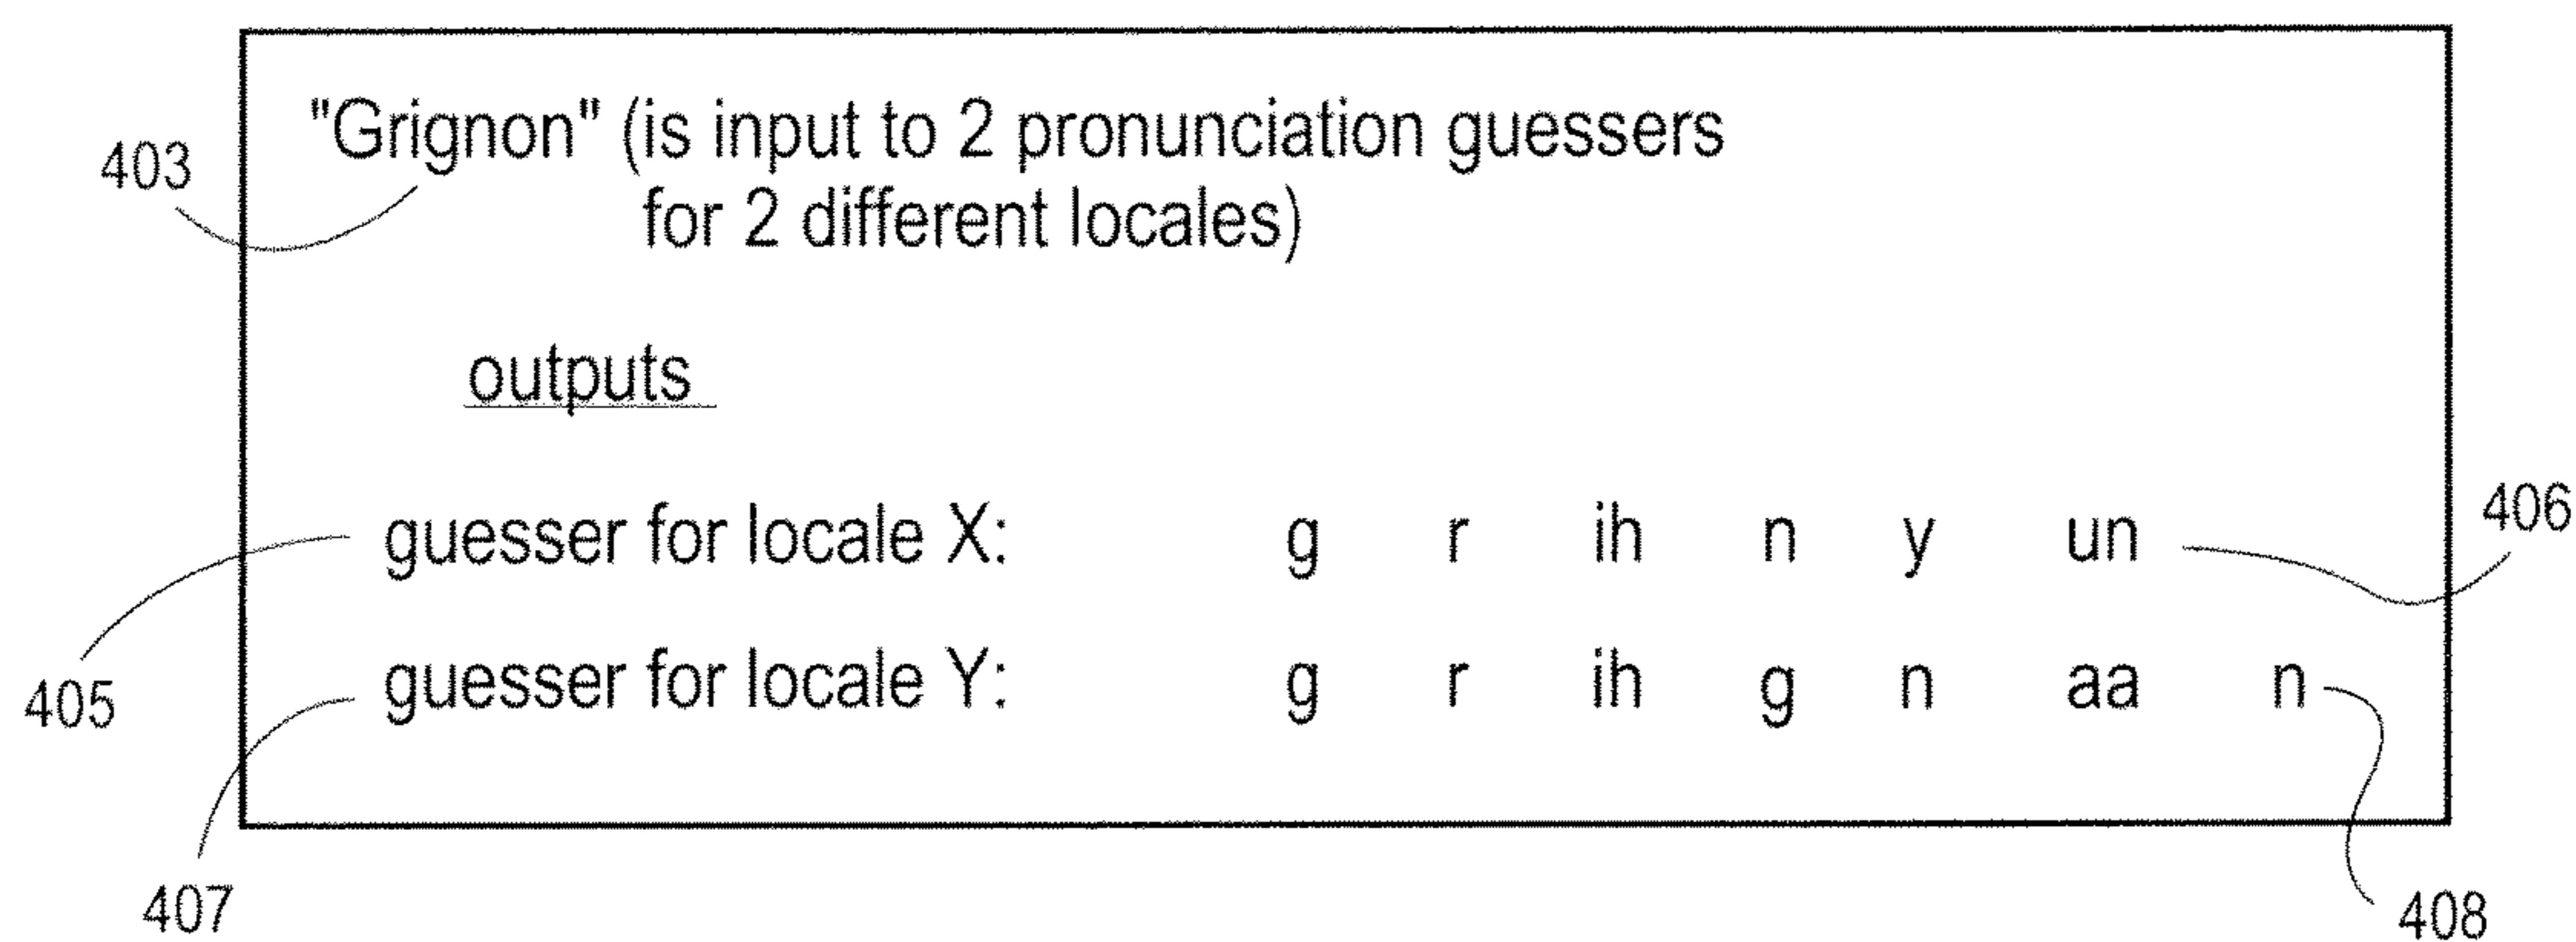 "Grignon" (is input to 2 pronunciation guessers
403
for 2 different locales)
outputs
guesser for locale X: g r ih n y un
406
405
guesser for locale Y: g r ih g n aa n
407
408